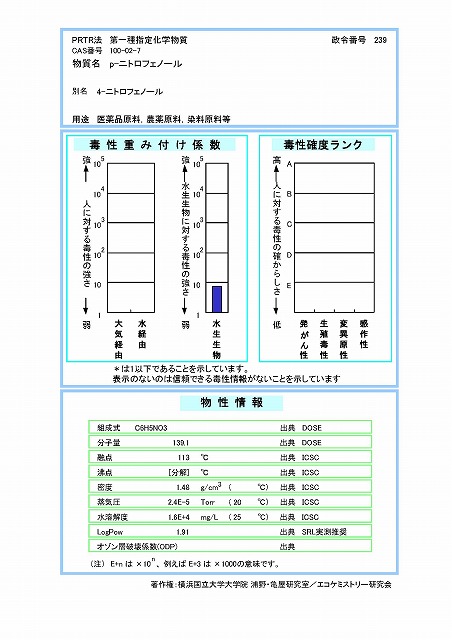 PRTR法 第一種指定化学物質 政令番号 239
CAS番号 100-02-7
物質名 p-ニトロフェノール
別名 4-ニトロフェノール
用途 医薬品原料，農薬原料，染料原料等
毒性重み付け係数
強
人に対する毒性の強さ
弱
10^5
10^4
10^3
10^2
10
1
大気経由
水経由
強
水生生物に対する毒性の強さ
弱
10^5
10^4
10^3
10^2
10
1
水生生物
毒性確度ランク
高
人に対する毒性の確からしさ
低
A
B
C
D
E
発がん性
生殖毒性
変異原性
感作性
＊は1以下であることを示しています。
表示のないのは信頼できる毒性情報がないことを示しています
物性情報
組成式 C6H5NO3 出典 DOSE
分子量 139.1 出典 DOSE
融点 113 ℃ 出典 ICSC
沸点 [分解] ℃ 出典 ICSC
密度 1.48 g/cm^3 ( ℃) 出典 ICSC
蒸気圧 2.4E-5 Torr (20 ℃) 出典 ICSC
水溶解度 1.6E+4 mg/L (25 ℃) 出典 ICSC
LogPow 1.91 出典 SRL実測推奨
オゾン層破壊係数(ODP) 出典
(注) E+n は ×10^n、例えば E+3 は ×1000の意味です。
著作権:横浜国立大学大学院 浦野・亀屋研究室／エコケミストリー研究会